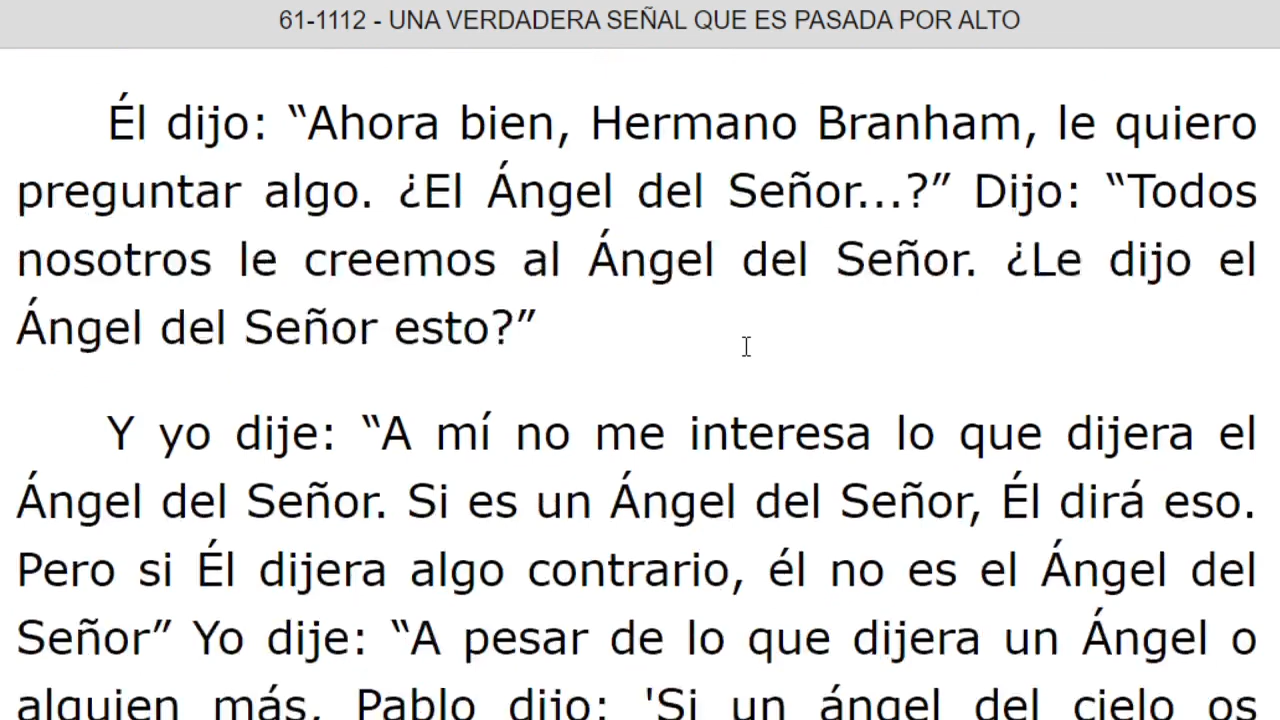 61-1112 - UNA VERDADERA SEÑAL QUE ES PASADA POR ALTO
Él dijo: “Ahora bien, Hermano Branham, le quiero
preguntar algo. ¿El Ángel del Señor...?” Dijo: “Todos
nosotros le creemos al Ángel del Señor. ¿Le dijo el
Ángel del Señor esto?”
Y yo dije: “A mí no me interesa lo que dijera el
Ángel del Señor. Si es un Ángel del Señor, Él dirá eso.
Pero si Él dijera algo contrario, él no es el Ángel del
Señor” Yo dije: “A pesar de lo que dijera un Ángel o
alguien más, Pablo dijo: 'Si un ángel del cielo os